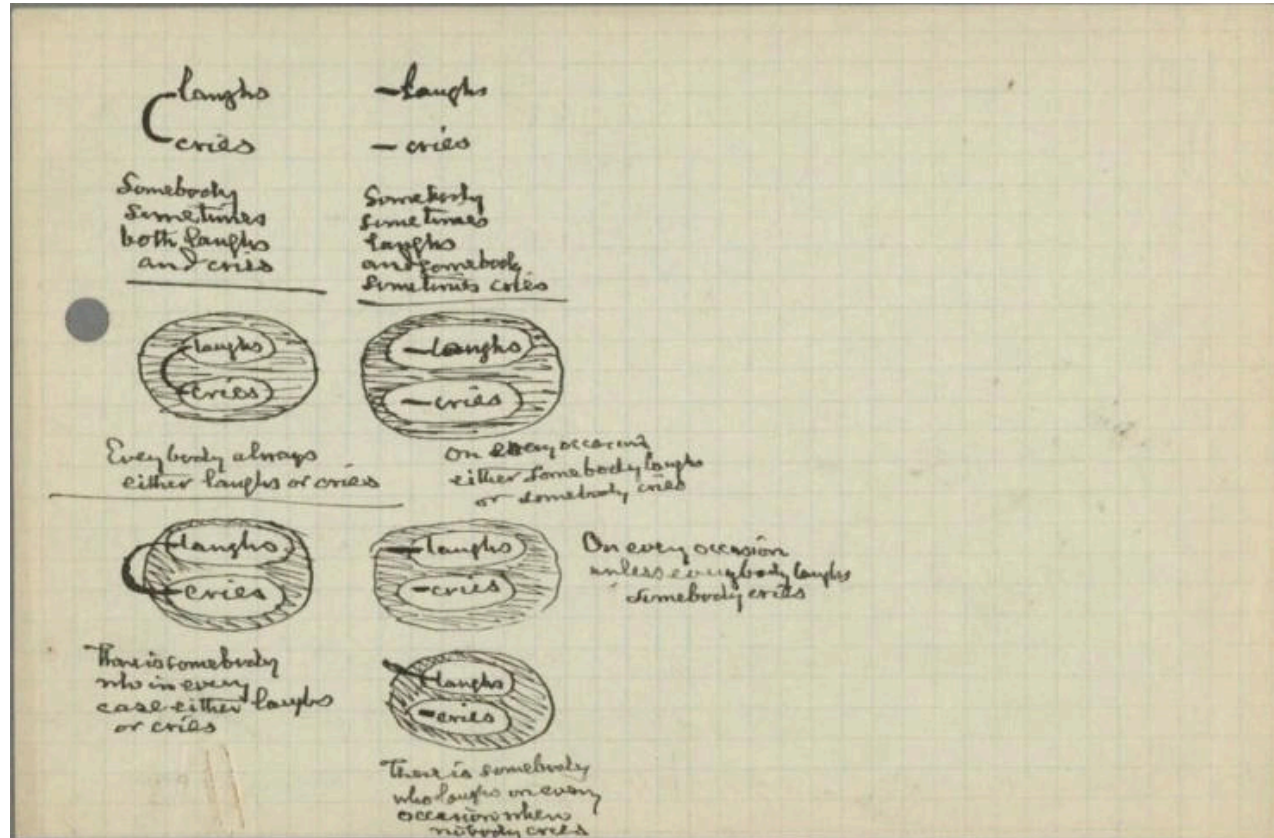 laughs
cries
Somebody
sometimes
both laughs
and cries
laughs
cries
Somebody
sometimes
laughs
and somebody
sometimes cries
laughs
cries
Everybody always
either laughs or cries
laughs
cries
On every occasion
either somebody laughs
or somebody cries
laughs
cries
There is somebody
who in every
case either laughs
or cries
laughs
cries
On every occasion
unless everybody laughs
somebody cries
laughs
cries
There is somebody
who laughs on every
occasion when
nobody cries